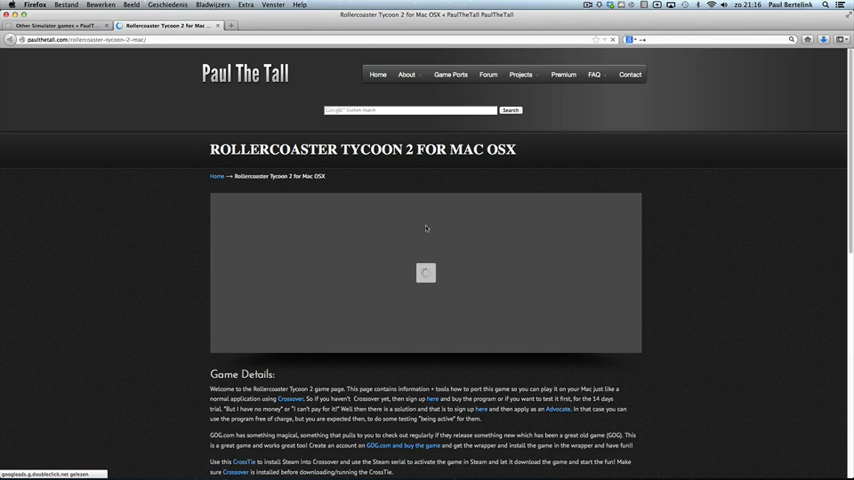 Firefox Bestand Bewerken Beeld Geschiedenis Bladwijzers Extra Venster Help zo 21:16 Paul Bertelink
Rollercoaster Tycoon 2 for Mac OSX « PaulTheTall PaulTheTall
Other Simulator games « PaulT... Rollercoaster Tycoon 2 for Mac ...
paulthetall.com/rollercoaster-tycoon-2-mac/
Paul The Tall
Home About Game Ports Forum Projects Premium FAQ Contact
Google Custom Search Search
ROLLERCOASTER TYCOON 2 FOR MAC OSX
Home → Rollercoaster Tycoon 2 for Mac OSX
Game Details:
Welcome to the Rollercoaster Tycoon 2 game page. This page contains information + tools how to port this game so you can play it on your Mac just like a
normal application using Crossover. So if you haven't Crossover yet, then sign up here and buy the program or if you want to test it first, for the 14 days
trial. "But I have no money" or "I can't pay for it!" Well then there is a solution and that is to sign up here and then apply as an Advocate. In that case you can
use the program free of charge, but you are expected then, to do some testing "being active" for them.
GOG.com has something magical, something that pulls to you to check out regularly if they release something new which has been a great old game (GOG). This
is a great game and works great too! Create an account on GOG.com and buy the game and get the wrapper and install the game in the wrapper and have fun!!
Use this CrossTie to install Steam into Crossover and use the Steam serial to activate the game in Steam and let it download the game and start the fun! Make
sure Crossover is installed before downloading/running the CrossTie.
googleads.g.doubleclick.net gelezen